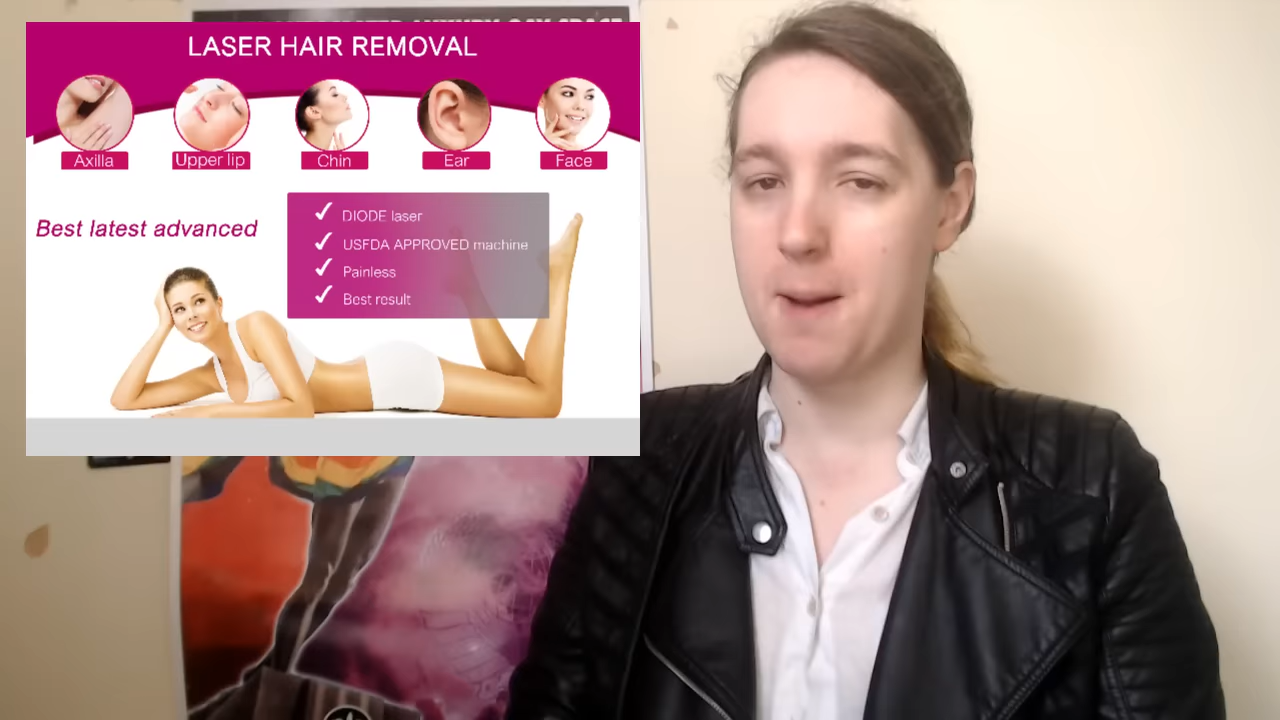 LASER HAIR REMOVAL
Axilla
Upper lip
Chin
Ear
Face
Best latest advanced
DIODE laser
USFDA APPROVED machine
Painless
Best result